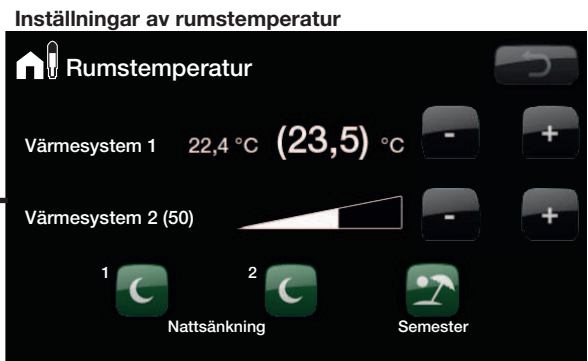 Inställningar av rumstemperatur
Rumstemperatur
Värmesystem 1 22,4 °C (23,5) °C - +
Värmesystem 2 (50) - +
1 2
Nattsänkning Semester